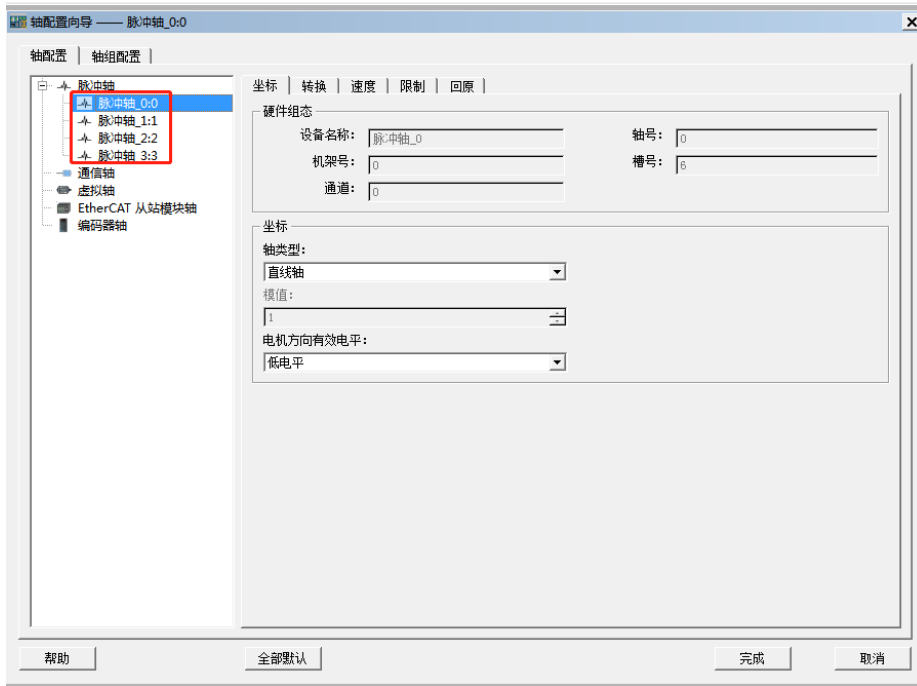 轴配置向导 —— 脉冲轴_0:0
轴配置 轴组配置
脉冲轴
脉冲轴_0:0
脉冲轴_1:1
脉冲轴_2:2
脉冲轴_3:3
通信轴
虚拟轴
EtherCAT 从站模块轴
编码器轴
坐标 转换 速度 限制 回原
硬件组态
设备名称: 脉冲轴_0 轴号: 0
机架号: 0 槽号: 6
通道: 0
坐标
轴类型:
直线轴
模值:
1
电机方向有效电平:
低电平
帮助 全部默认 完成 取消